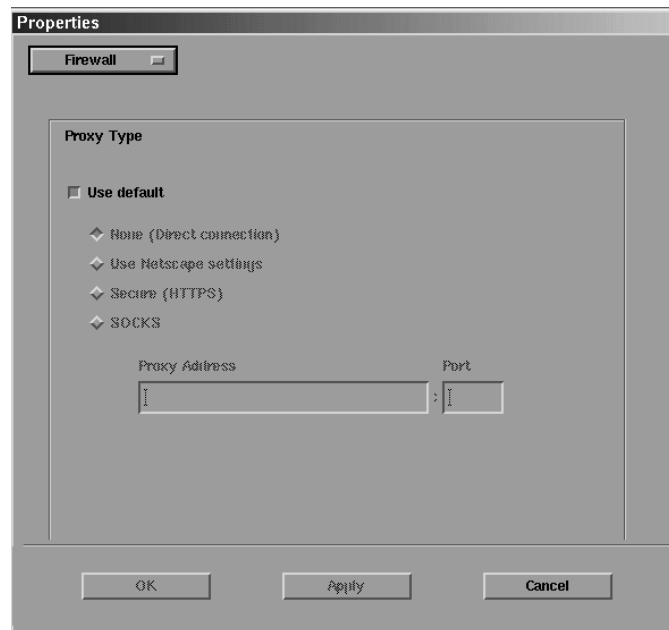 Properties
Firewall
Proxy Type
Use default
None (Direct connection)
Use Netscape settings
Secure (HTTPS)
SOCKS
Proxy Address Port
:
OK Apply Cancel